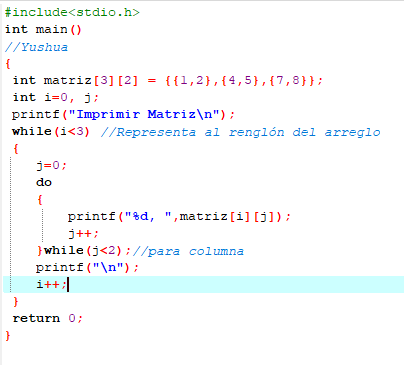 #include<stdio.h>
int main()
//Yushua
{
int matriz[3][2] = {{1,2},{4,5},{7,8}};
int i=0, j;
printf("Imprimir Matriz\n");
while(i<3) //Representa al renglón del arreglo
{
j=0;
do
{
printf("%d, ",matriz[i][j]);
j++;
}while(j<2);//para columna
printf("\n");
i++;
}
return 0;
}